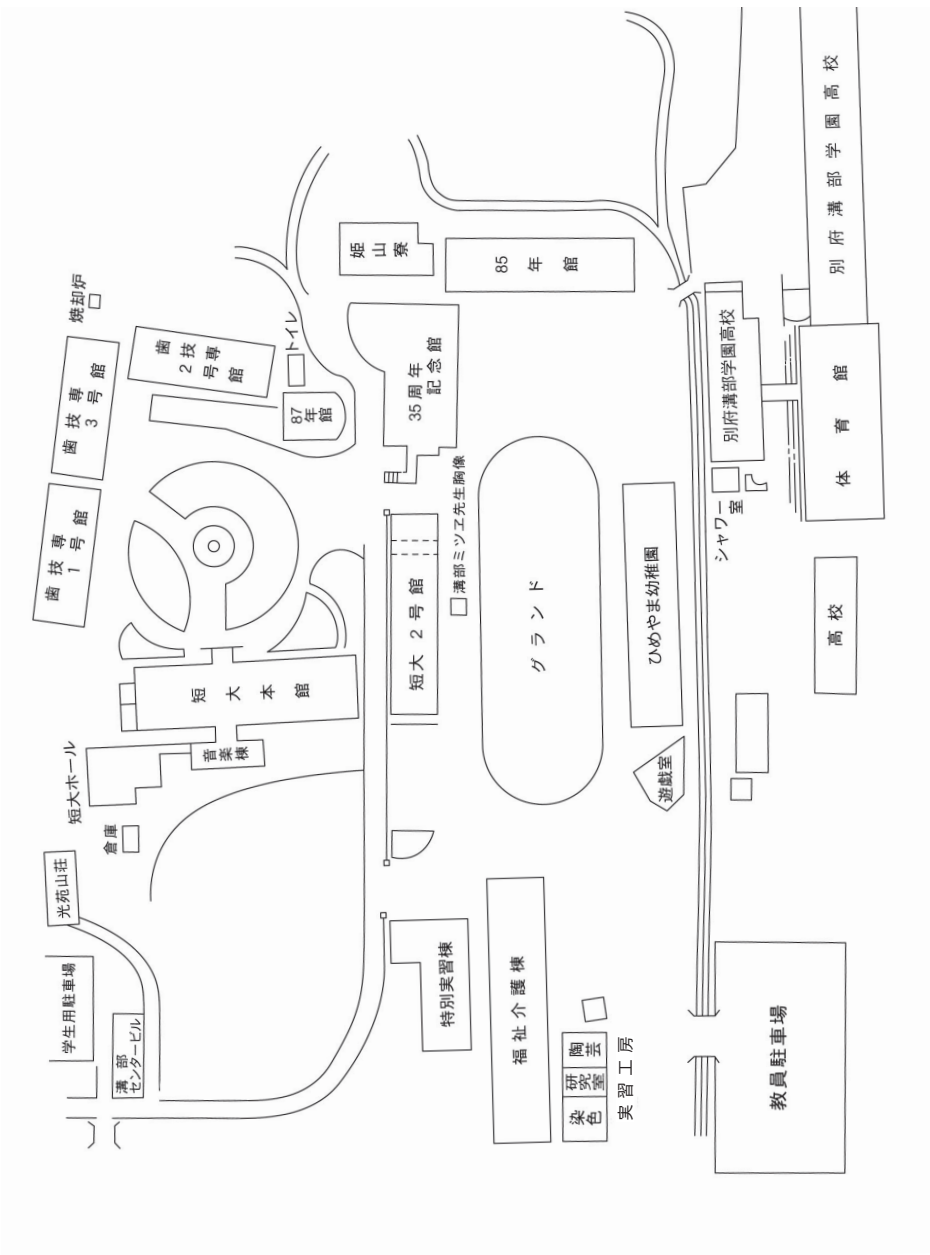 別府溝部学園高校
姫山寮
85年館
焼却炉
歯技専
3号館
歯技専
2号館
トイレ
87
年館
35周年
記念館
別府溝部学園高校
体育館
歯技専
1号館
シャワー
室
溝部ミツヱ先生胸像
短大2号館
グランド
ひめやま幼稚園
高校
短大本館
音楽棟
短大ホール
倉庫
遊戯室
光苑山荘
学生用駐車場
溝部
センタービル
特別実習棟
福祉介護棟
陶芸
研究室
染色
実習工房
教員駐車場